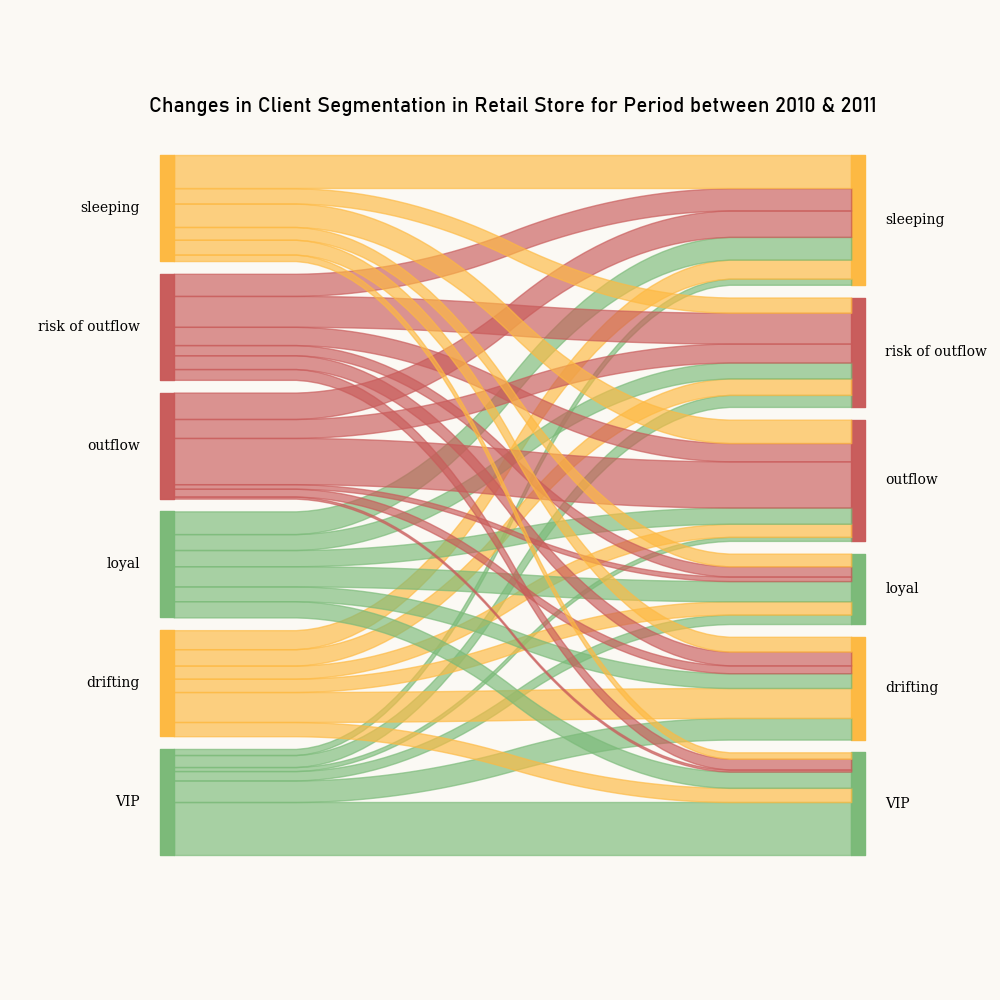 Changes in Client Segmentation in Retail Store for Period between 2010 & 2011
sleeping
risk of outflow
outflow
loyal
drifting
VIP
sleeping
risk of outflow
outflow
loyal
drifting
VIP